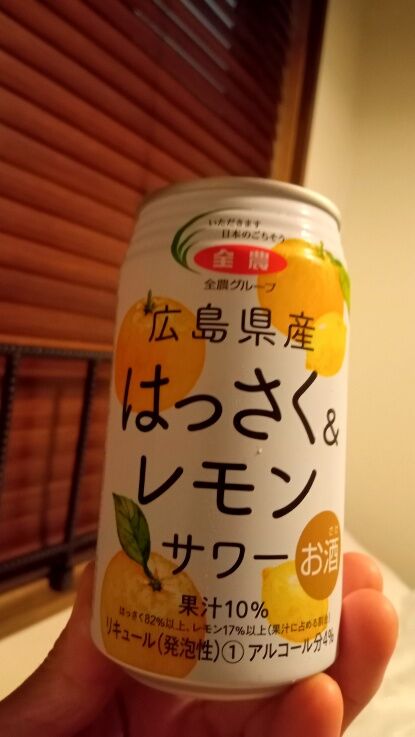 いただきます
日本のごちそう
全農
全農グループ
広島県産
はっさく&
レモン
サワー
お酒
果汁10%
はっさく82%以上、レモン17%以上(果汁に占める割合)
リキュール(発泡性)① アルコール分4%